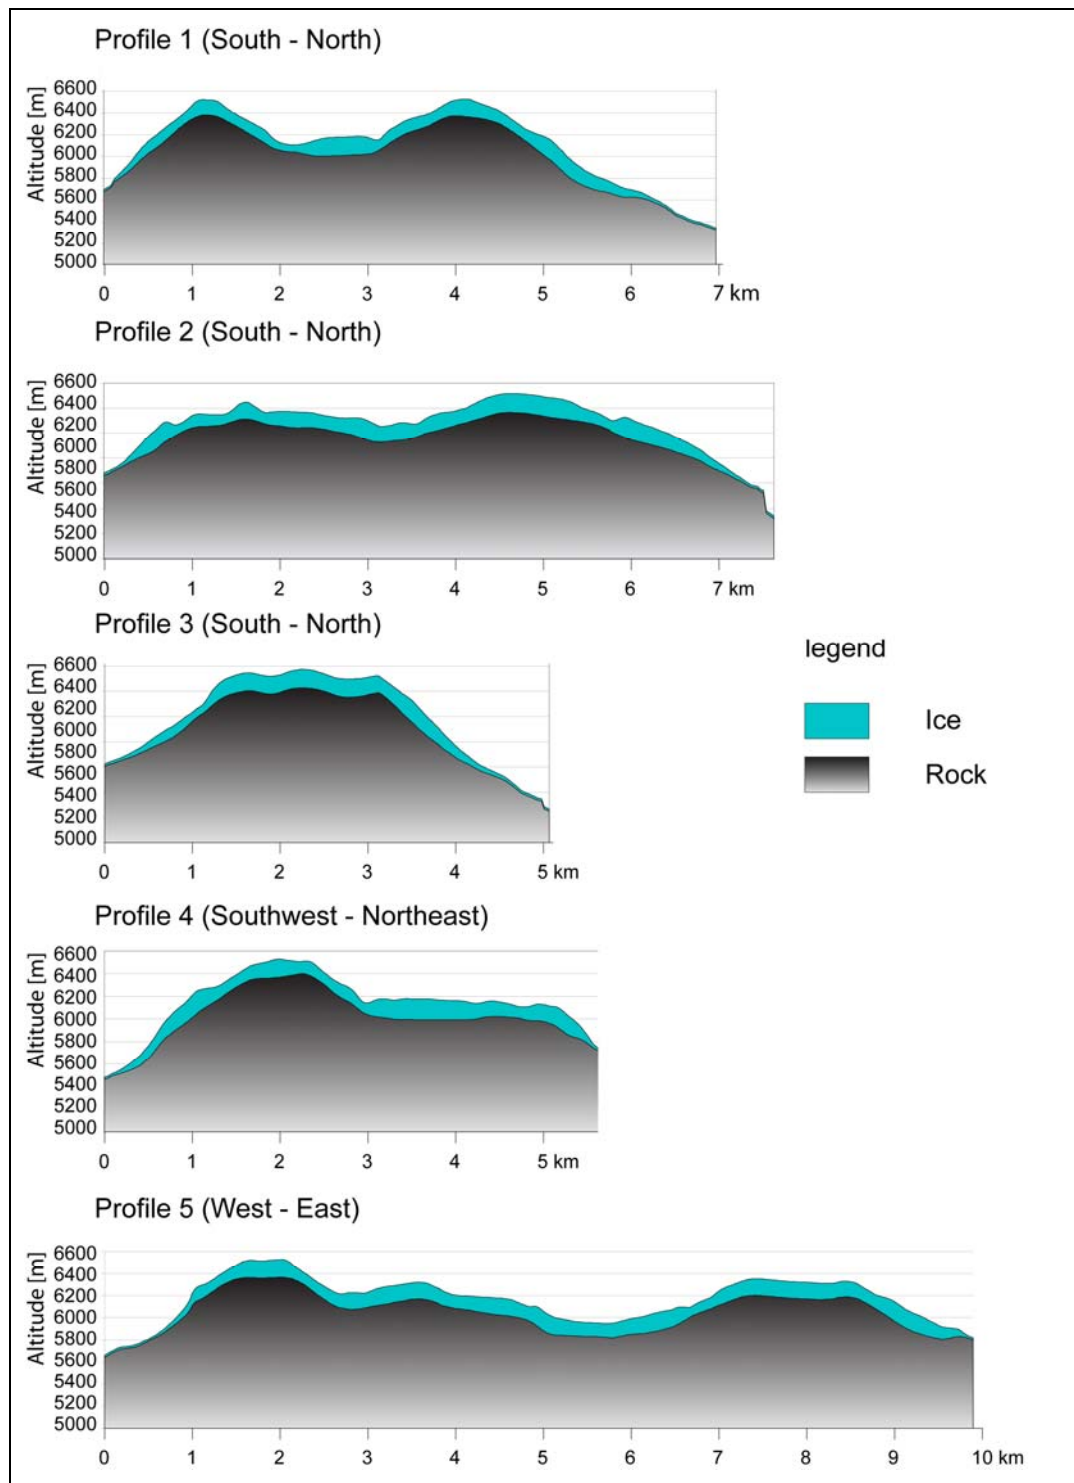 Profile 1 (South - North)
Altitude [m]
6600
6400
6200
6000
5800
5600
5400
5200
5000
0 1 2 3 4 5 6 7 km
Profile 2 (South - North)
Altitude [m]
6600
6400
6200
6000
5800
5600
5400
5200
5000
0 1 2 3 4 5 6 7 km
Profile 3 (South - North)
Altitude [m]
6600
6400
6200
6000
5800
5600
5400
5200
5000
0 1 2 3 4 5 km
legend
Ice
Rock
Profile 4 (Southwest - Northeast)
Altitude [m]
6600
6400
6200
6000
5800
5600
5400
5200
5000
0 1 2 3 4 5 km
Profile 5 (West - East)
Altitude [m]
6600
6400
6200
6000
5800
5600
5400
5200
5000
0 1 2 3 4 5 6 7 8 9 10 km